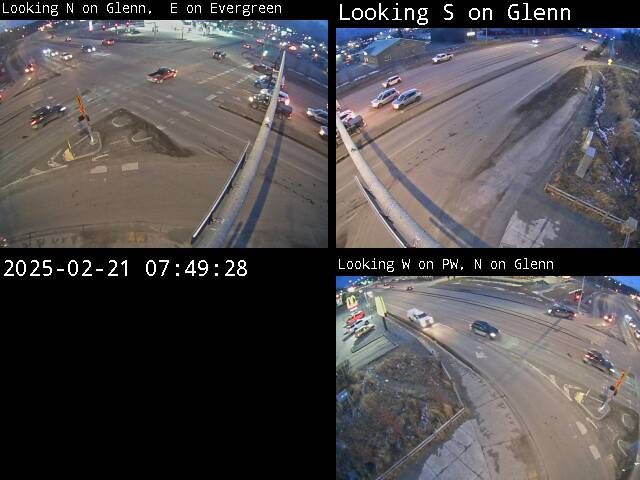 Looking N on Glenn,  E on Evergreen
Looking S on Glenn
2025-02-21 07:49:28
Looking W on PW, N on Glenn